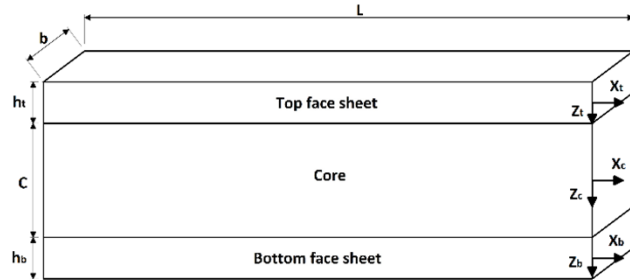 L
b
ht
Top face sheet
Xt
Zt
C
Core
Xc
Zc
hb
Bottom face sheet
Xb
Zb